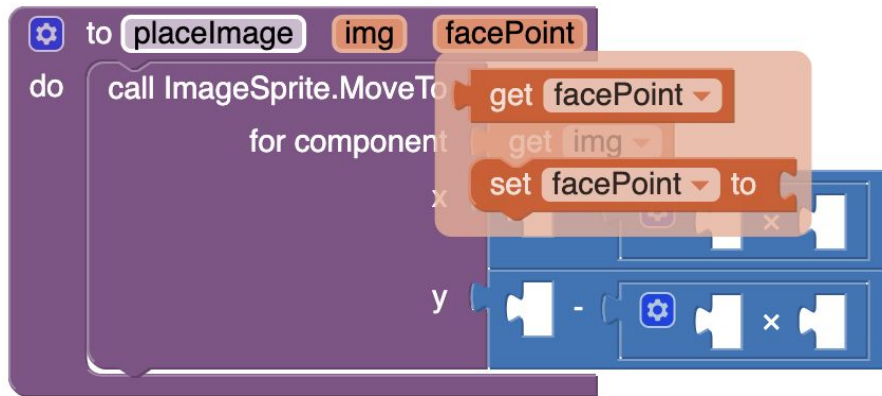 to placeImage img facePoint
do call ImageSprite.MoveTo
get facePoint
for component get img
set facePoint to
x ×
y - ×